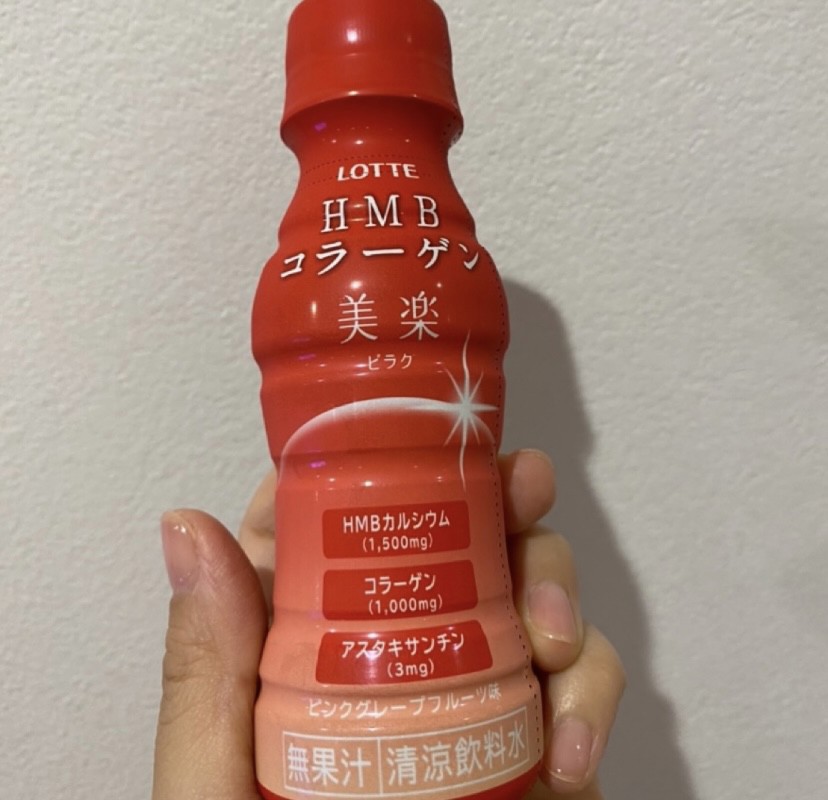 LOTTE
HMB
コラーゲン
美楽
ビラク
HMBカルシウム
(1,500mg)
コラーゲン
(1,000mg)
アスタキサンチン
(3mg)
ピンクグレープフルーツ味
無果汁 清涼飲料水